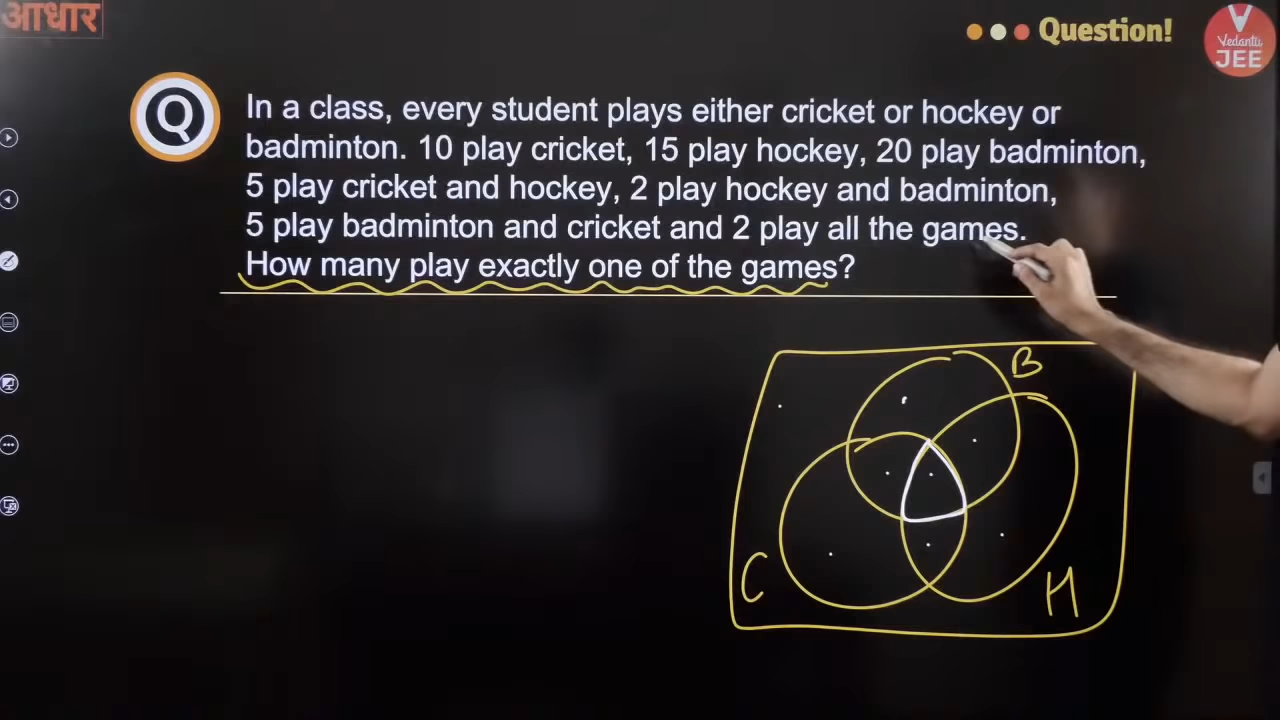 आधार
Question!
Vedantu
JEE
Q
In a class, every student plays either cricket or hockey or
badminton. 10 play cricket, 15 play hockey, 20 play badminton,
5 play cricket and hockey, 2 play hockey and badminton,
5 play badminton and cricket and 2 play all the games.
How many play exactly one of the games?
B
C
H